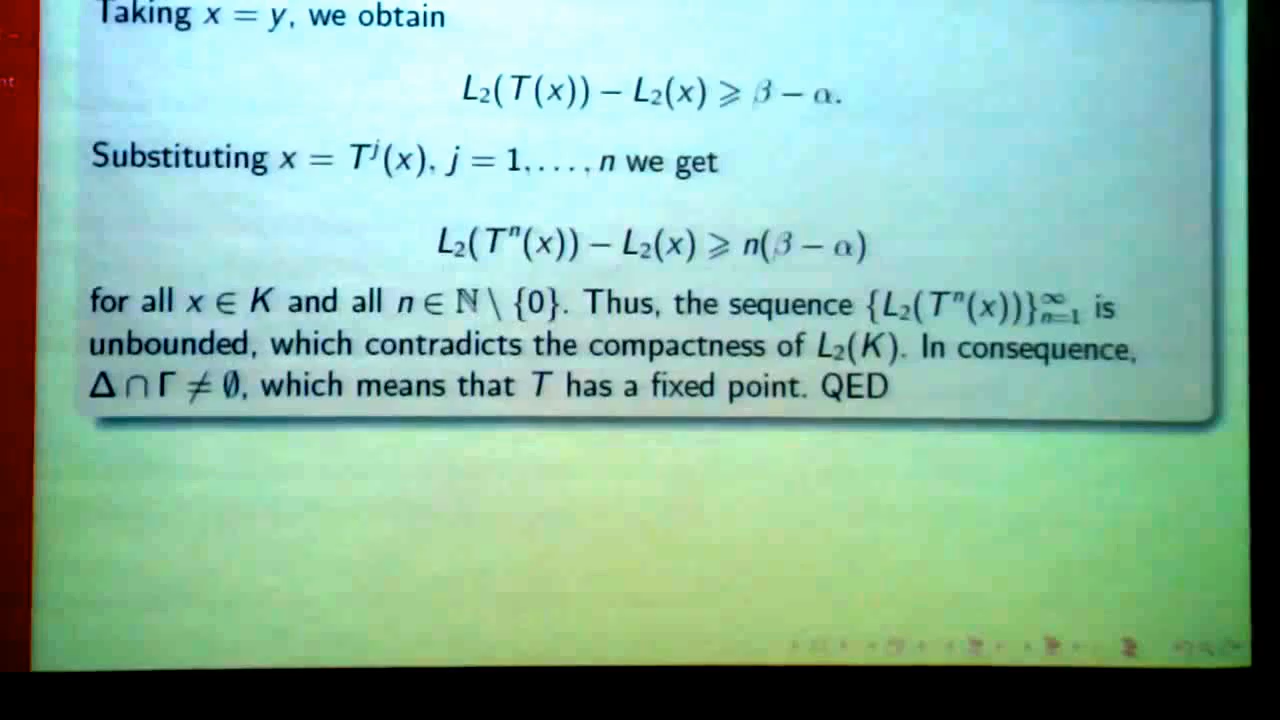 Taking x = y, we obtain
L₂(T(x)) − L₂(x) ⩾ β − α.
Substituting x = Tʲ(x), j = 1, . . . , n we get
L₂(Tⁿ(x)) − L₂(x) ⩾ n(β − α)
for all x ∈ K and all n ∈ ℕ \ {0}. Thus, the sequence {L₂(Tⁿ(x))}∞ₙ₌₁ is
unbounded, which contradicts the compactness of L₂(K). In consequence,
Δ ∩ Γ ≠ ∅, which means that T has a fixed point. QED